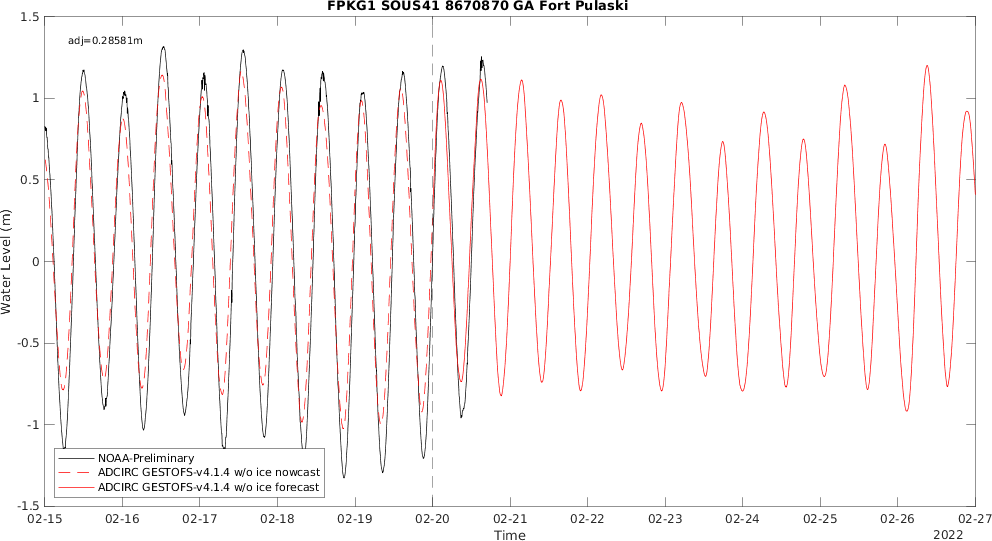 FPKG1 SOUS41 8670870 GA Fort Pulaski
adj=0.28581m
1.5
1
0.5
0
-0.5
-1
-1.5
Water Level (m)
NOAA-Preliminary
ADCIRC GESTOFS-v4.1.4 w/o ice nowcast
ADCIRC GESTOFS-v4.1.4 w/o ice forecast
02-15 02-16 02-17 02-18 02-19 02-20 02-21 02-22 02-23 02-24 02-25 02-26 02-27
Time
2022